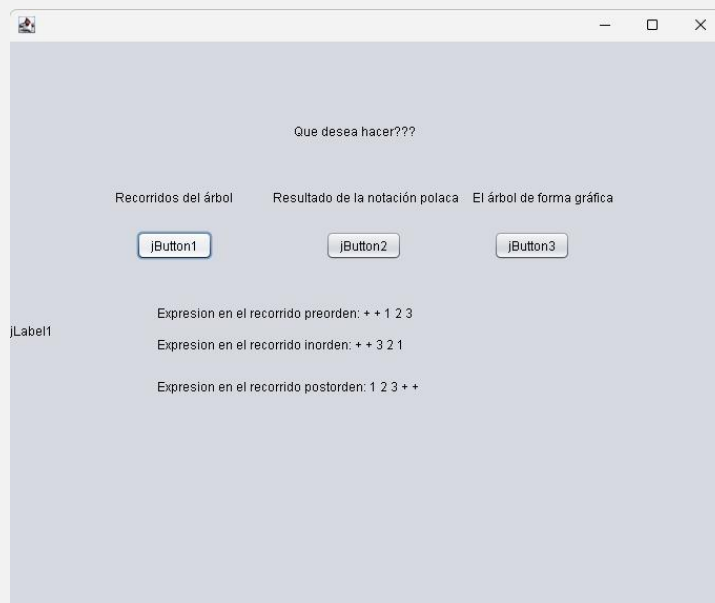 Que desea hacer???
Recorridos del árbol Resultado de la notación polaca El árbol de forma gráfica
jButton1 jButton2 jButton3
Expresion en el recorrido preorden: + + 1 2 3
jLabel1
Expresion en el recorrido inorden: + + 3 2 1
Expresion en el recorrido postorden: 1 2 3 + +